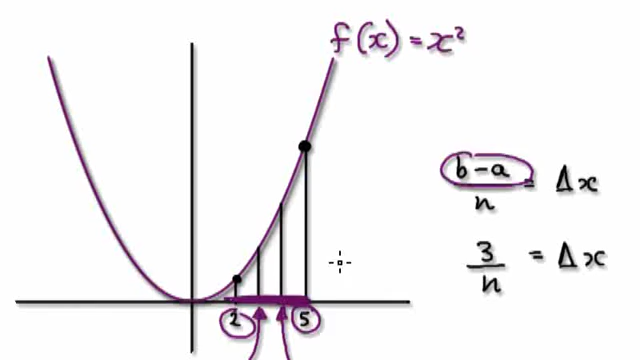 f(x) = x²
b - a / n = Δx
3 / n = Δx
2 5